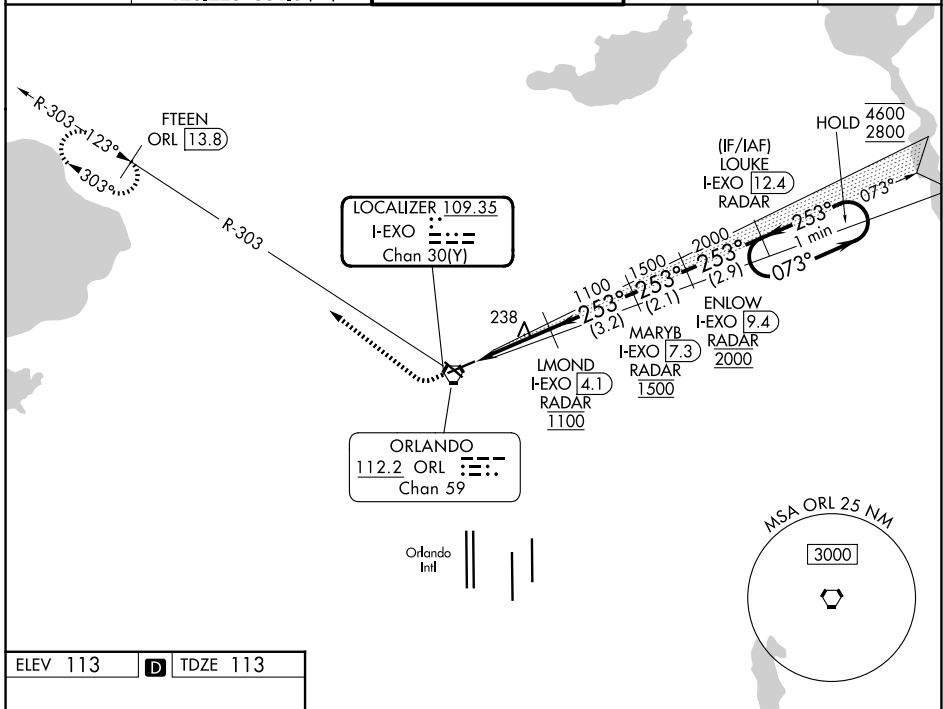 R-303
123°
303°
FTEEN
ORL 13.8
R-303
LOCALIZER 109.35
I-EXO
Chan 30(Y)
HOLD
4600
2800
(IF/IAF)
LOUKE
I-EXO 12.4
RADAR
253°
073°
1 min
073°
2000
253°
(2.9)
1500
253°
(2.1)
1100
253°
(3.2)
238
ENLOW
I-EXO 9.4
RADAR
2000
MARYB
I-EXO 7.3
RADAR
1500
LMOND
I-EXO 4.1
RADAR
1100
ORLANDO
112.2 ORL
Chan 59
Orlando
Intl
MSA ORL 25 NM
3000
ELEV 113 D TDZE 113